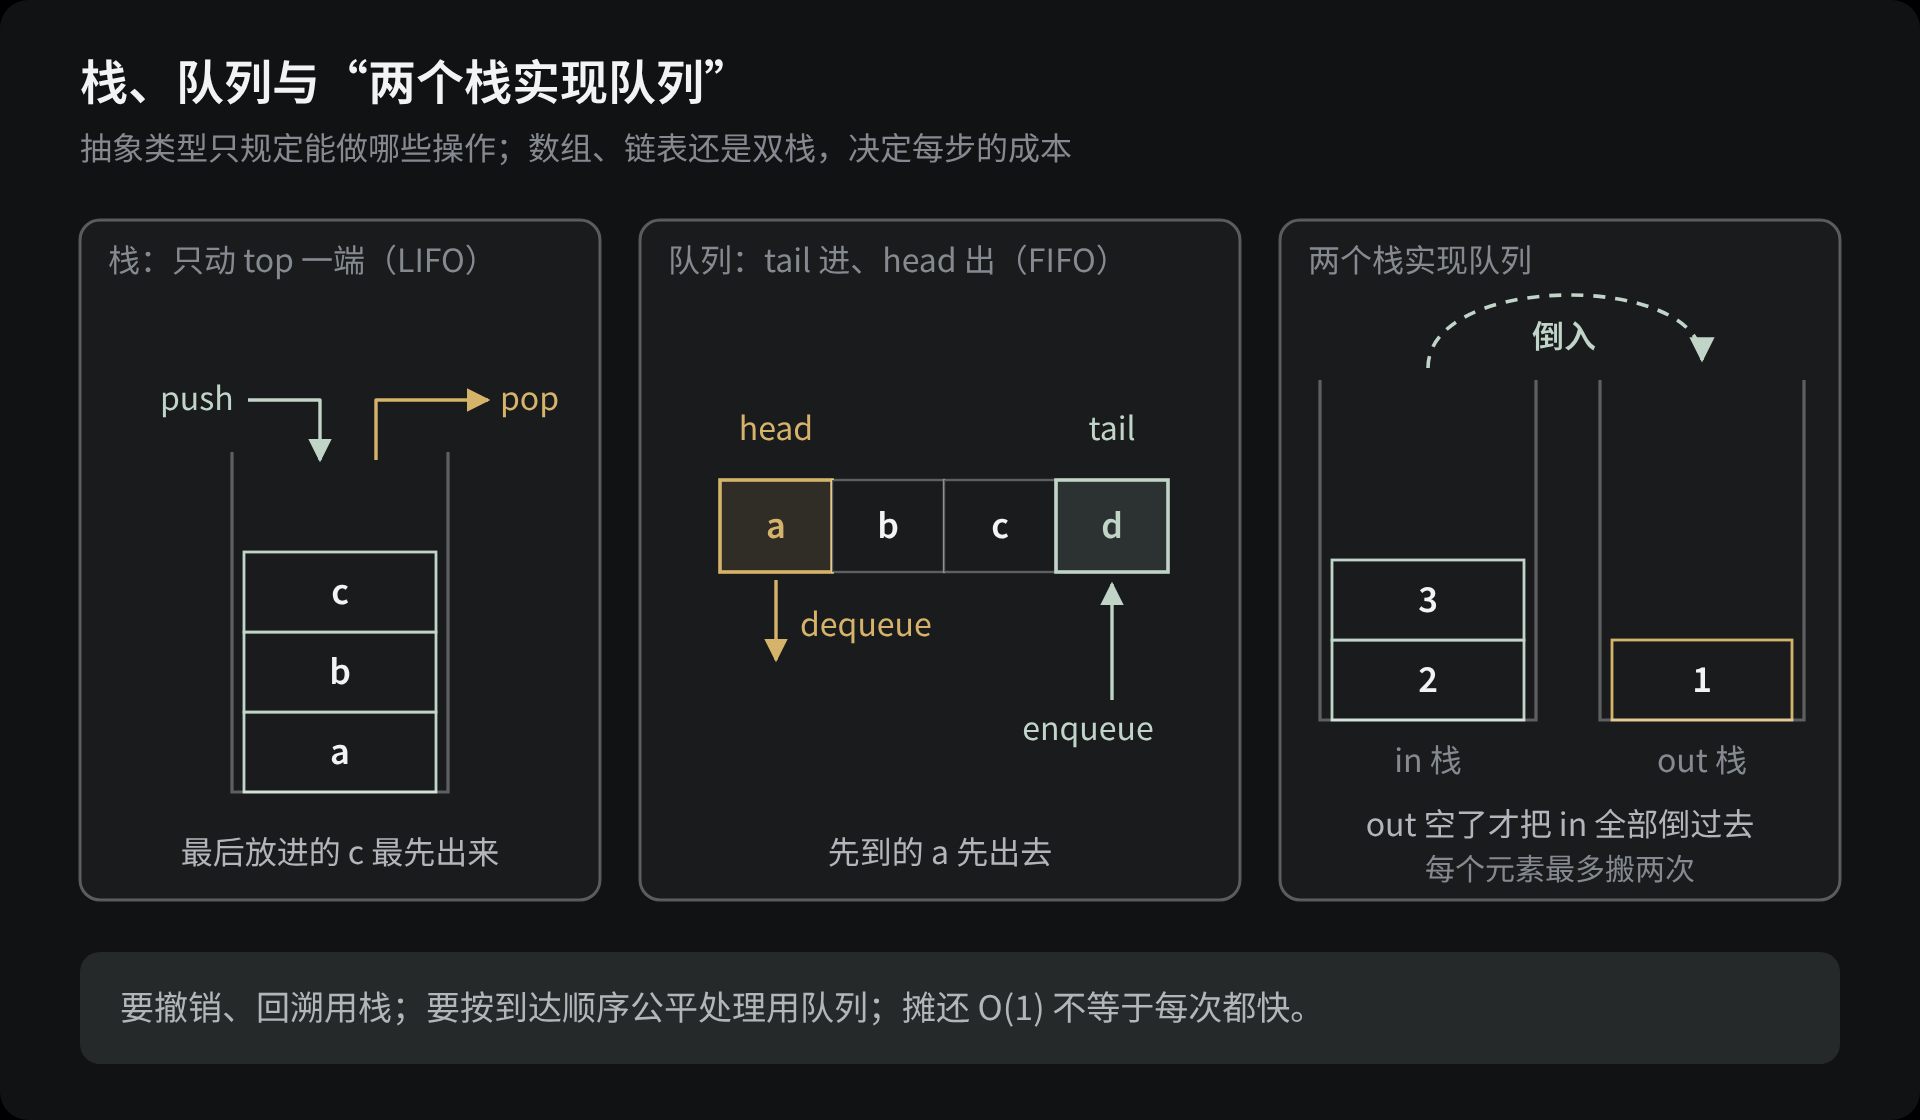 栈、队列与“两个栈实现队列”
抽象类型只规定能做哪些操作；数组、链表还是双栈，决定每步的成本
栈：只动 top 一端（LIFO）
push
pop
c
b
a
最后放进的 c 最先出来
队列：tail 进、head 出（FIFO）
head
tail
a
b
c
d
dequeue
enqueue
先到的 a 先出去
两个栈实现队列
倒入
3
2
1
in 栈
out 栈
out 空了才把 in 全部倒过去
每个元素最多搬两次
要撤销、回溯用栈；要按到达顺序公平处理用队列；摊还 O(1) 不等于每次都快。